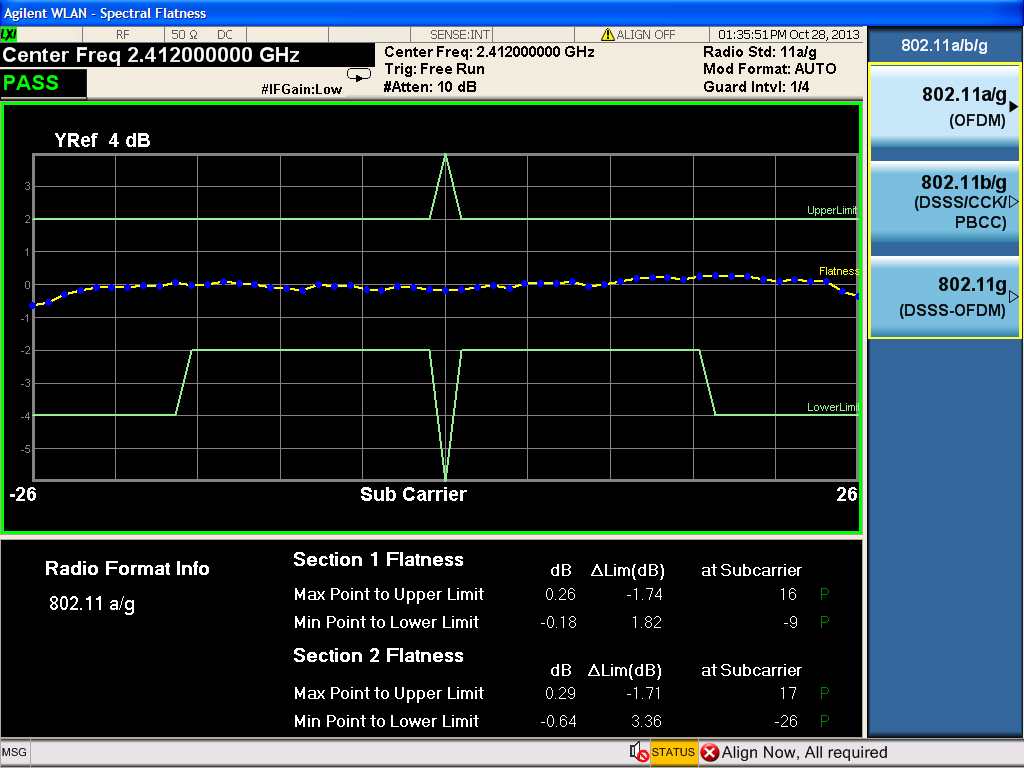 Agilent WLAN - Spectral Flatness
LXI RF 50 Ω DC SENSE:INT ALIGN OFF 01:35:51 PM Oct 28, 2013
Center Freq 2.412000000 GHz
PASS
#IFGain:Low
Center Freq: 2.412000000 GHz
Trig: Free Run
#Atten: 10 dB
Radio Std: 11a/g
Mod Format: AUTO
Guard Intvl: 1/4
802.11a/b/g
802.11a/g
(OFDM)
802.11b/g
(DSSS/CCK/
PBCC)
802.11g
(DSSS-OFDM)
YRef 4 dB
3
2
UpperLimit
1
Flatness
0
-1
-2
-3
LowerLimit
-4
-5
-26 Sub Carrier 26
Radio Format Info
802.11 a/g
Section 1 Flatness
dB ΔLim(dB) at Subcarrier
Max Point to Upper Limit 0.26 -1.74 16 P
Min Point to Lower Limit -0.18 1.82 -9 P
Section 2 Flatness
dB ΔLim(dB) at Subcarrier
Max Point to Upper Limit 0.29 -1.71 17 P
Min Point to Lower Limit -0.64 3.36 -26 P
MSG STATUS Align Now, All required